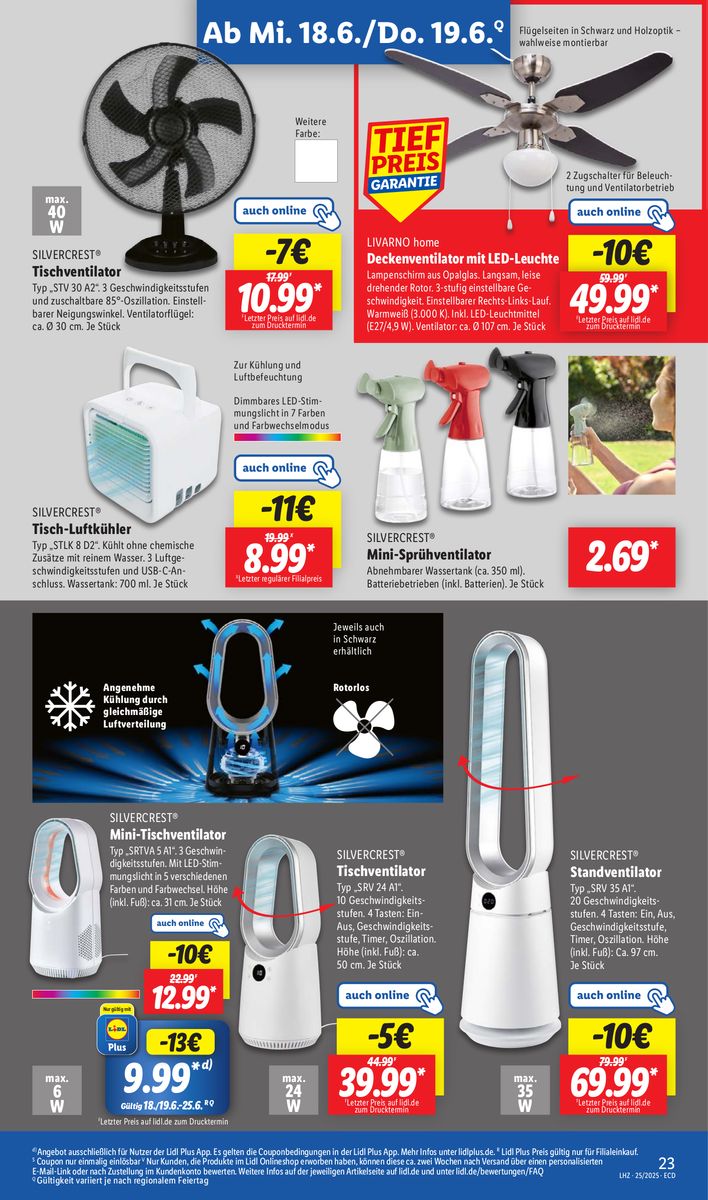 Ab Mi. 18.6./Do. 19.6.Q
Flügelseiten in Schwarz und Holzoptik –
wahlweise montierbar
Weitere
Farbe:
max.
40
W
auch online
SILVERCREST®
Tischventilator
Typ „STV 30 A2“. 3 Geschwindigkeitsstufen
und zuschaltbare 85°-Oszillation. Einstell-
barer Neigungswinkel. Ventilatorflügel:
ca. Ø 30 cm. Je Stück
-7€
17.99¹
10.99*
¹Letzter Preis auf lidl.de
zum Drucktermin
TIEF
PREIS
GARANTIE
2 Zugschalter für Beleuch-
tung und Ventilatorbetrieb
auch online
LIVARNO home
Deckenventilator mit LED-Leuchte
Lampenschirm aus Opalglas. Langsam, leise
drehender Rotor. 3-stufig einstellbare Ge-
schwindigkeit. Einstellbarer Rechts-Links-Lauf.
Warmweiß (3.000 K). Inkl. LED-Leuchtmittel
(E27/4,9 W). Ventilator: ca. Ø 107 cm. Je Stück
-10€
59.99¹
49.99*
¹Letzter Preis auf lidl.de
zum Drucktermin
Zur Kühlung und
Luftbefeuchtung
Dimmbares LED-Stim-
mungslicht in 7 Farben
und Farbwechselmodus
auch online
SILVERCREST®
Tisch-Luftkühler
Typ „STLK 8 D2“. Kühlt ohne chemische
Zusätze mit reinem Wasser. 3 Luftge-
schwindigkeitsstufen und USB-C-An-
schluss. Wassertank: 700 ml. Je Stück
-11€
19.99¹
8.99*
¹Letzter regulärer Filialpreis
SILVERCREST®
Mini-Sprühventilator
Abnehmbarer Wassertank (ca. 350 ml).
Batteriebetrieben (inkl. Batterien). Je Stück
2.69*
Angenehme
Kühlung durch
gleichmäßige
Luftverteilung
Jeweils auch
in Schwarz
erhältlich
Rotorlos
SILVERCREST®
Mini-Tischventilator
Typ „SRTVA 5 A1“. 3 Geschwin-
digkeitsstufen. Mit LED-Stim-
mungslicht in 5 verschiedenen
Farben und Farbwechsel. Höhe
(inkl. Fuß): ca. 31 cm. Je Stück
auch online
-10€
22.99¹
12.99*
Nur gültig mit
LIDL
Plus
-13€
9.99*d)
Gültig 18./19.6.-25.6. R Q
¹Letzter Preis auf lidl.de zum Drucktermin
max.
6
W
SILVERCREST®
Tischventilator
Typ „SRV 24 A1“.
10 Geschwindigkeits-
stufen. 4 Tasten: Ein-
Aus, Geschwindigkeits-
stufe, Timer, Oszillation.
Höhe (inkl. Fuß): ca.
50 cm. Je Stück
auch online
-5€
44.99¹
39.99*
¹Letzter Preis auf lidl.de
zum Drucktermin
max.
24
W
SILVERCREST®
Standventilator
Typ „SRV 35 A1“.
20 Geschwindigkeits-
stufen. 4 Tasten: Ein, Aus,
Geschwindigkeitsstufe,
Timer, Oszillation. Höhe
(inkl. Fuß): Ca. 97 cm.
Je Stück
auch online
-10€
79.99¹
69.99*
¹Letzter Preis auf lidl.de
zum Drucktermin
max.
35
W
d)Angebot ausschließlich für Nutzer der Lidl Plus App. Es gelten die Couponbedingungen in der Lidl Plus App. Mehr Infos unter lidlplus.de. R Lidl Plus Preis gültig nur für Filialeinkauf.
S Coupon nur einmalig einlösbar V Nur Kunden, die Produkte im Lidl Onlineshop erworben haben, können diese ca. zwei Wochen nach Versand über einen personalisierten
E-Mail-Link oder nach Zustellung im Kundenkonto bewerten. Weitere Infos auf der jeweiligen Artikelseite auf lidl.de und unter lidl.de/bewertungen/FAQ
Q Gültigkeit variiert je nach regionalem Feiertag
23
LHZ · 25/2025 · ECD